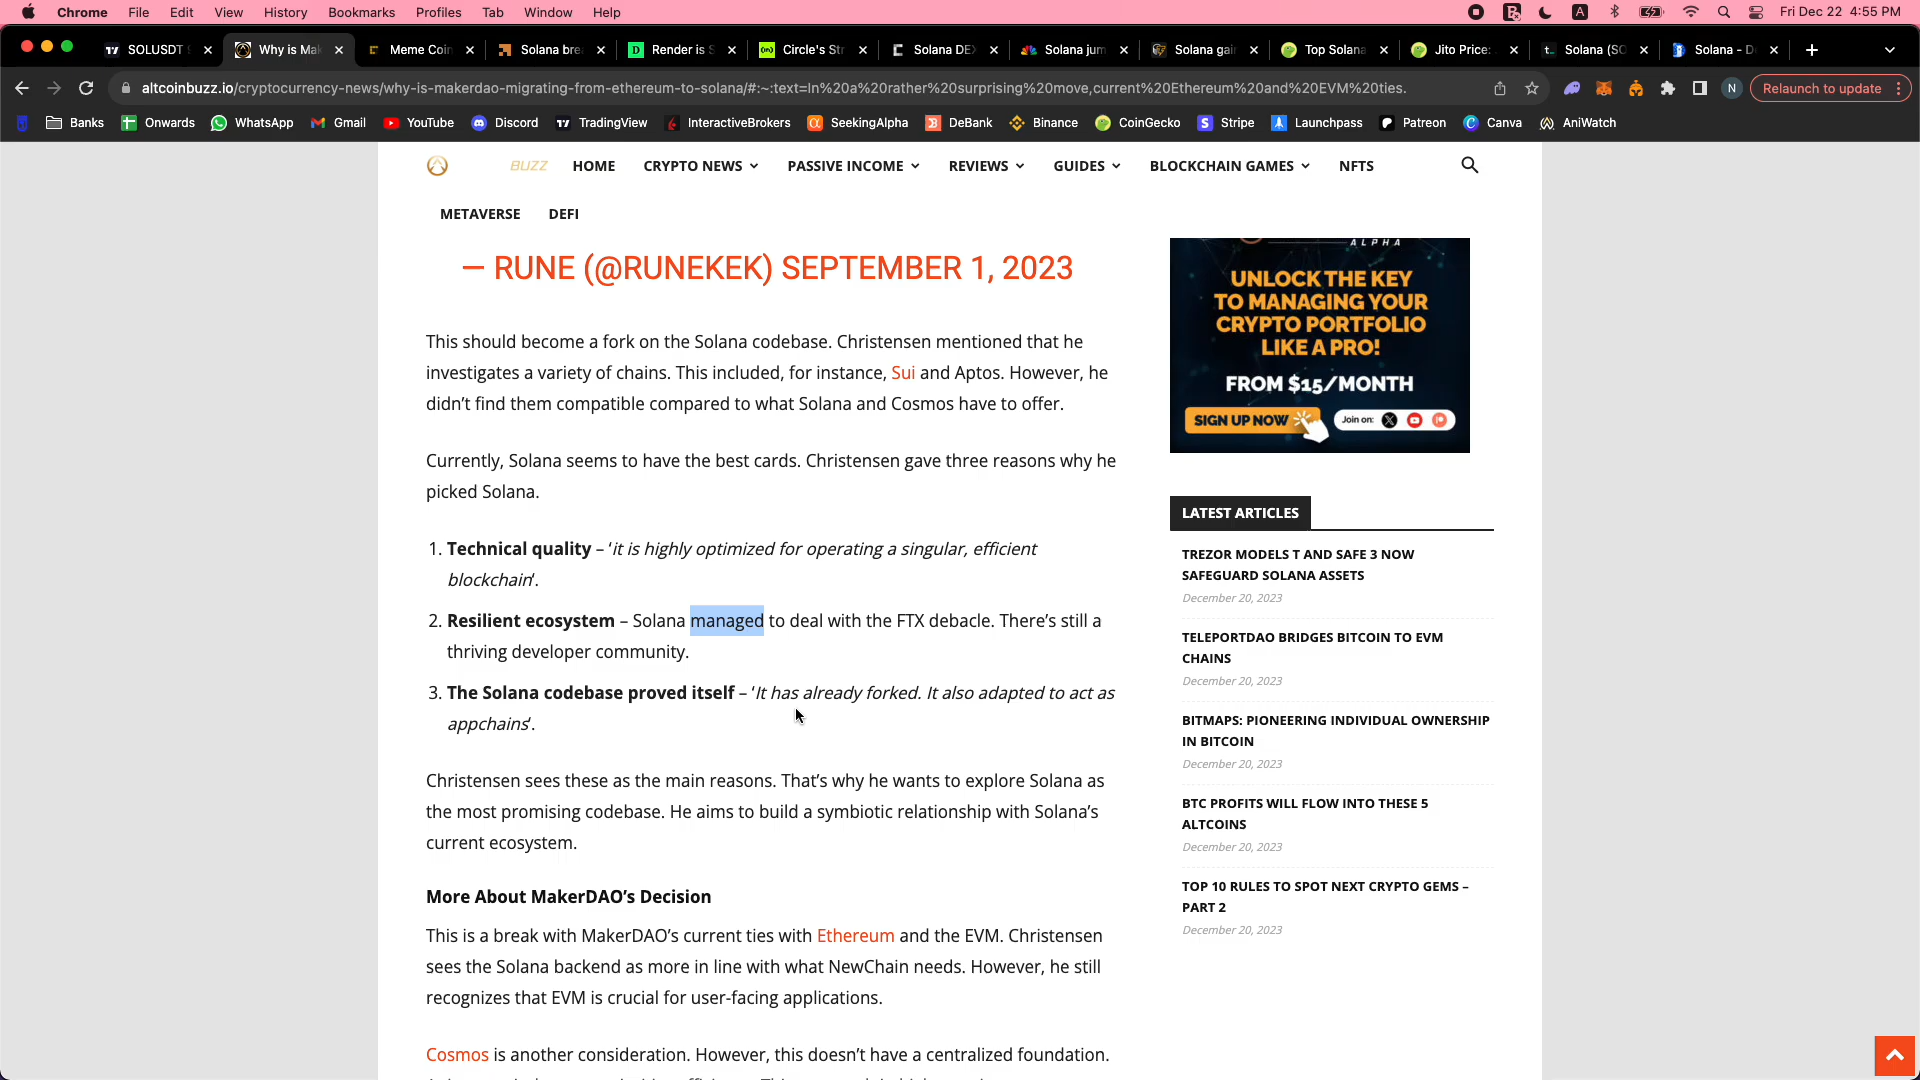 Chrome File Edit View History Bookmarks Profiles Tab Window Help Fri Dec 22 4:55 PM
SOLUSDT Why is Mak Meme Coin Solana bre Render is S Circle's St Solana DEX Solana jum Solana gai Top Solana Jito Price: Solana (SO Solana - D
altcoinbuzz.io/cryptocurrency-news/why-is-makerdao-migrating-from-ethereum-to-solana/#:~:text=In%20a%20rather%20surprising%20move,current%20Ethereum%20and%20EVM%20ties. N Relaunch to update
Banks Onwards WhatsApp Gmail YouTube Discord TradingView InteractiveBrokers SeekingAlpha DeBank Binance CoinGecko Stripe Launchpass Patreon Canva AniWatch
BUZZ HOME CRYPTO NEWS PASSIVE INCOME REVIEWS GUIDES BLOCKCHAIN GAMES NFTS
METAVERSE DEFI
— RUNE (@RUNEKEK) SEPTEMBER 1, 2023
This should become a fork on the Solana codebase. Christensen mentioned that he
investigates a variety of chains. This included, for instance, Sui and Aptos. However, he
didn't find them compatible compared to what Solana and Cosmos have to offer.
Currently, Solana seems to have the best cards. Christensen gave three reasons why he
picked Solana.
1. Technical quality – 'it is highly optimized for operating a singular, efficient
blockchain'.
2. Resilient ecosystem – Solana managed to deal with the FTX debacle. There's still a
thriving developer community.
3. The Solana codebase proved itself – 'It has already forked. It also adapted to act as
appchains'.
Christensen sees these as the main reasons. That's why he wants to explore Solana as
the most promising codebase. He aims to build a symbiotic relationship with Solana's
current ecosystem.
More About MakerDAO's Decision
This is a break with MakerDAO's current ties with Ethereum and the EVM. Christensen
sees the Solana backend as more in line with what NewChain needs. However, he still
recognizes that EVM is crucial for user-facing applications.
Cosmos is another consideration. However, this doesn't have a centralized foundation.
ALPHA
UNLOCK THE KEY
TO MANAGING YOUR
CRYPTO PORTFOLIO
LIKE A PRO!
FROM $15/MONTH
SIGN UP NOW Join on:
LATEST ARTICLES
TREZOR MODELS T AND SAFE 3 NOW
SAFEGUARD SOLANA ASSETS
December 20, 2023
TELEPORTDAO BRIDGES BITCOIN TO EVM
CHAINS
December 20, 2023
BITMAPS: PIONEERING INDIVIDUAL OWNERSHIP
IN BITCOIN
December 20, 2023
BTC PROFITS WILL FLOW INTO THESE 5
ALTCOINS
December 20, 2023
TOP 10 RULES TO SPOT NEXT CRYPTO GEMS –
PART 2
December 20, 2023